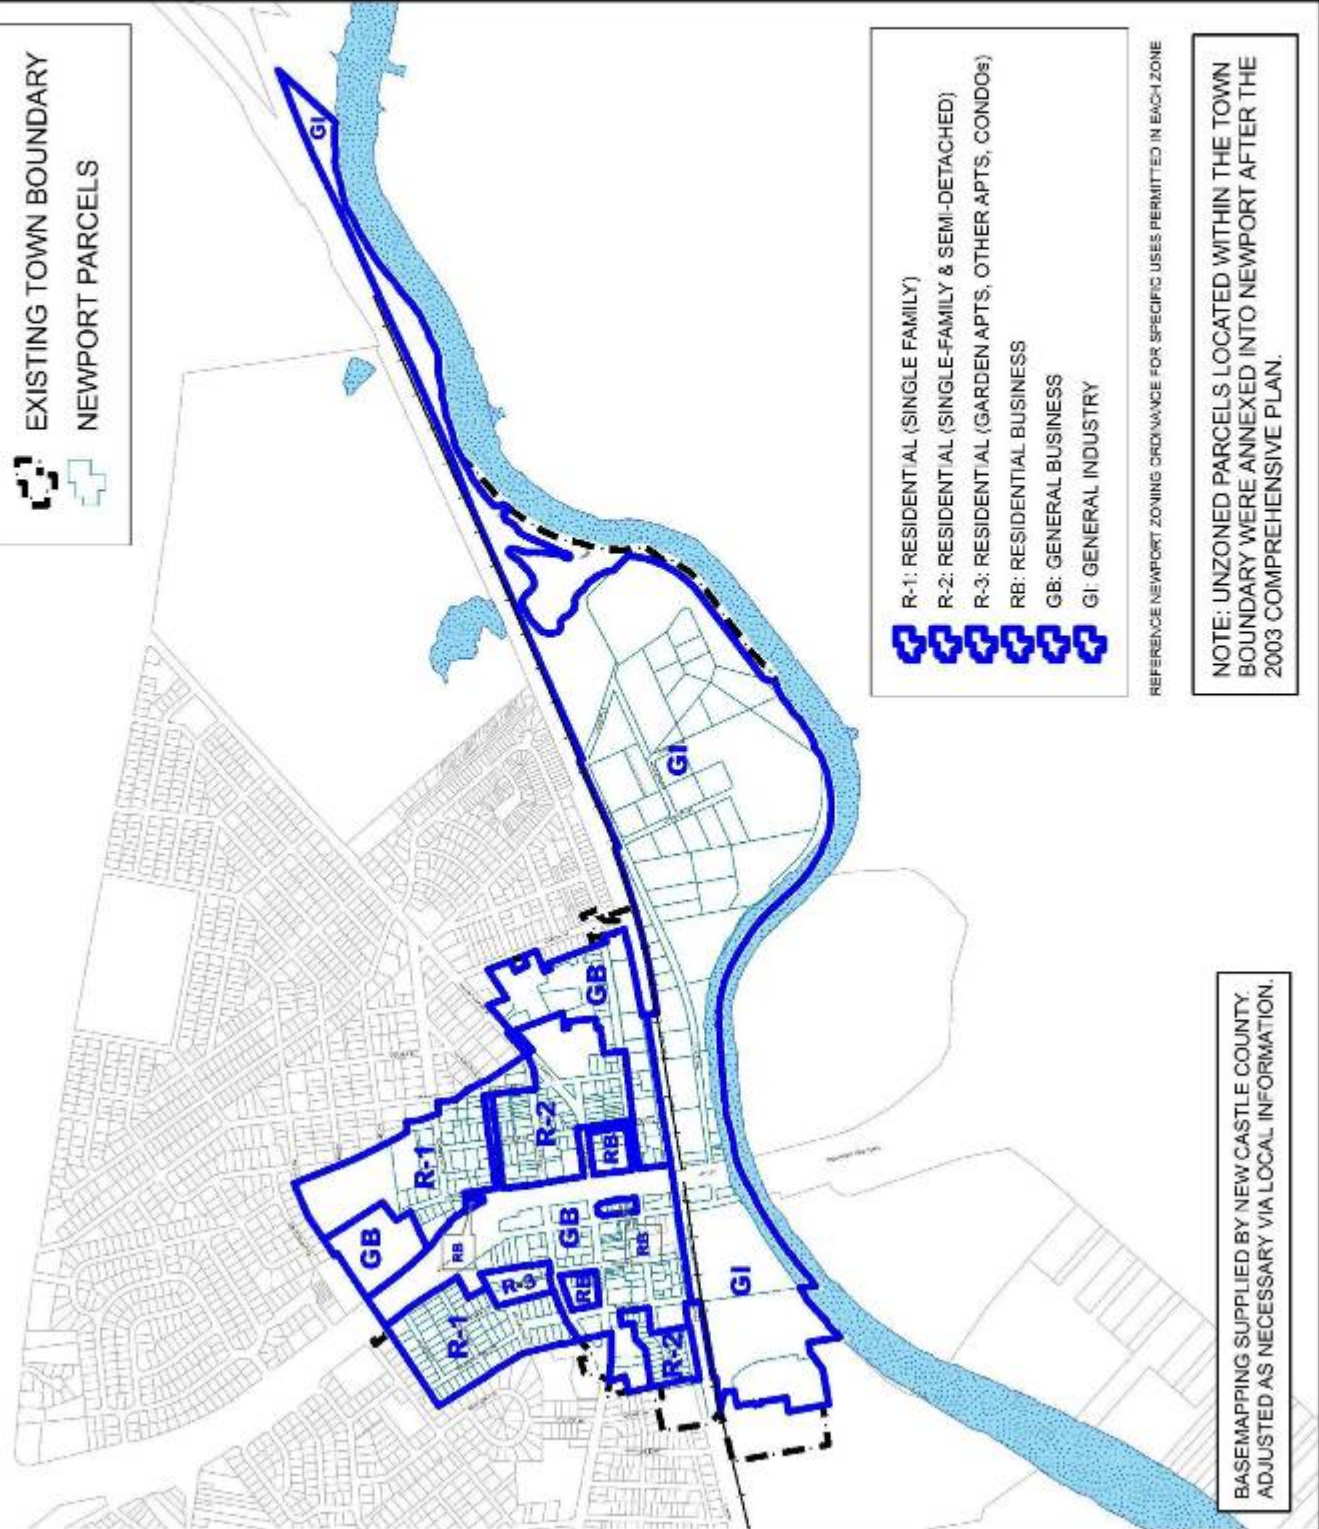 EXISTING TOWN BOUNDARY
NEWPORT PARCELS
R-1: RESIDENTIAL (SINGLE FAMILY)
R-2: RESIDENTIAL (SINGLE-FAMILY & SEMI-DETACHED)
R-3: RESIDENTIAL (GARDEN APTS, OTHER APTS, CONDOs)
RB: RESIDENTIAL BUSINESS
GB: GENERAL BUSINESS
GI: GENERAL INDUSTRY
REFERENCE NEWPORT ZONING ORDINANCE FOR SPECIFIC USES PERMITTED IN EACH ZONE
NOTE: UNZONED PARCELS LOCATED WITHIN THE TOWN
BOUNDARY WERE ANNEXED INTO NEWPORT AFTER THE
2003 COMPREHENSIVE PLAN.
BASEMAPPING SUPPLIED BY NEW CASTLE COUNTY.
ADJUSTED AS NECESSARY VIA LOCAL INFORMATION.
GI
GI
GB
R-2
RB
R-1
GB
RB
GB
RB
R-3
RB
R-1
R-2
GI